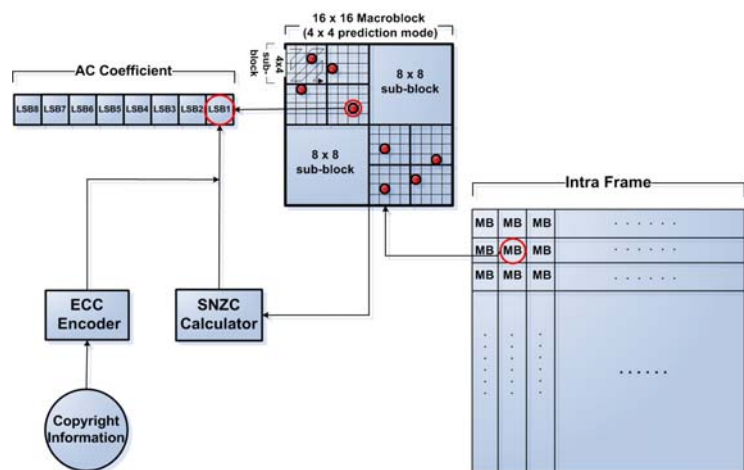 16 x 16 Macroblock
(4 x 4 prediction mode)
4x4
sub-
block
AC Coefficient
LSB8 LSB7 LSB6 LSB5 LSB4 LSB3 LSB2 LSB1
8 x 8
sub-block
8 x 8
sub-block
Intra Frame
MB MB MB . . . . . .
MB MB MB . . . . . .
MB MB MB . . . . . .
ECC
Encoder
SNZC
Calculator
Copyright
Information